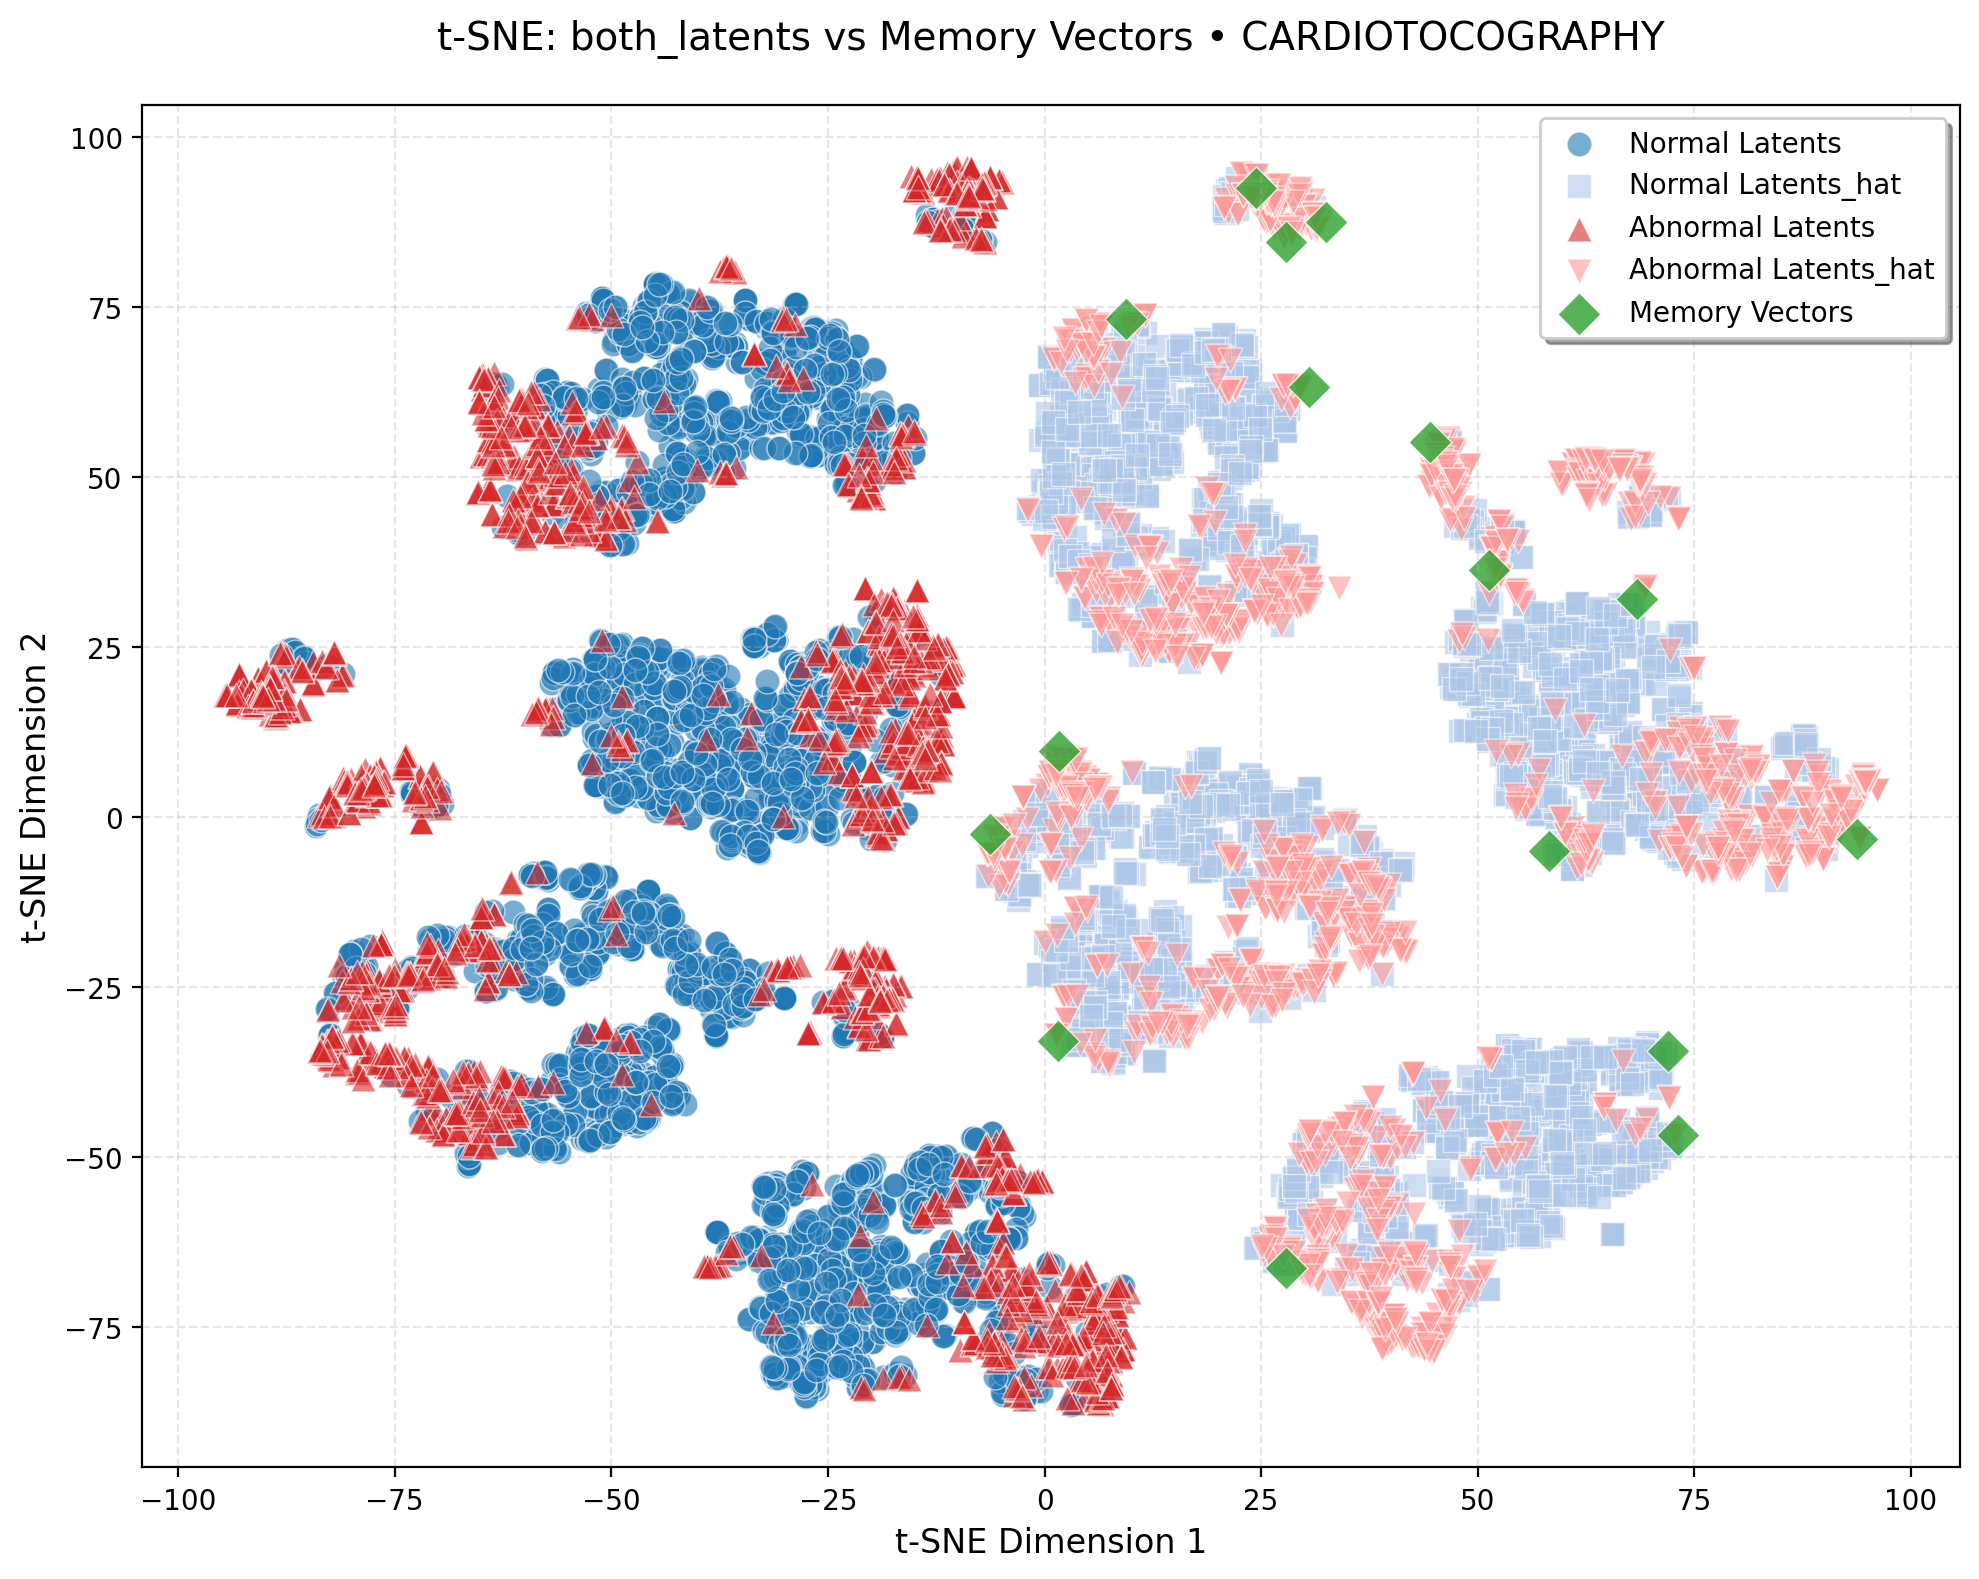 t-SNE: both_latents vs Memory Vectors • CARDIOTOCOGRAPHY
Normal Latents
Normal Latents_hat
Abnormal Latents
Abnormal Latents_hat
Memory Vectors
t-SNE Dimension 2
100
75
50
25
0
−25
−50
−75
−100
−75
−50
−25
0
25
50
75
100
t-SNE Dimension 1